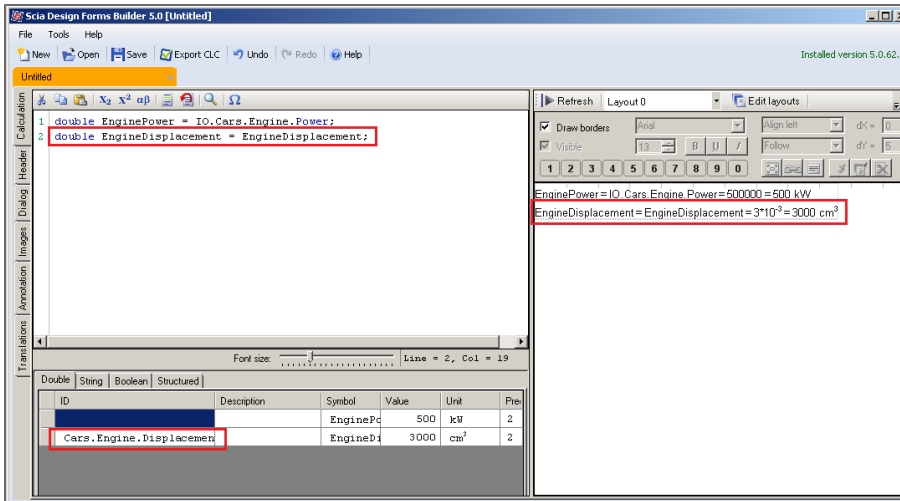 Scia Design Forms Builder 5.0 [Untitled]
File Tools Help
New Open Save Export CLC Undo Redo Help Installed version 5.0.62.
Untitled
X₂ X² αβ Ω
Refresh Layout 0 Edit layouts
Calculation
Header
Dialog
Images
Annotation
Translations
1 double EnginePower = IO.Cars.Engine.Power;
2 double EngineDisplacement = EngineDisplacement;
Draw borders Arial Align left dX = 0
Visible 13 B U I Follow dY = 5
1 2 3 4 5 6 7 8 9 0
EnginePower=IO.Cars.Engine.Power=500000=500 kW
EngineDisplacement=EngineDisplacement=3*10⁻³=3000 cm³
Font size: Line = 2, Col = 19
Double String Boolean Structured
ID Description Symbol Value Unit Pre
EnginePo 500 kW 2
Cars.Engine.Displacemen EngineDi 3000 cm³ 2